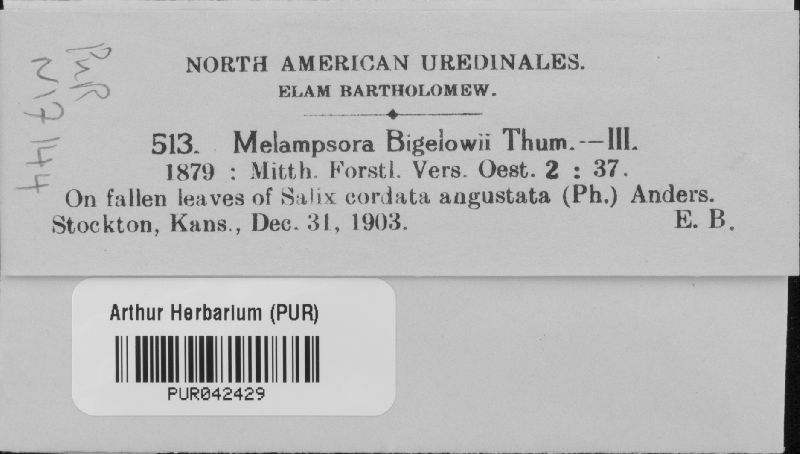 PUR
N17144
NORTH AMERICAN UREDINALES.
ELAM BARTHOLOMEW.
513. Melampsora Bigelowii Thum.—III.
1879 : Mitth. Forstl. Vers. Oest. 2 : 37.
On fallen leaves of Salix cordata angustata (Ph.) Anders.
Stockton, Kans., Dec. 31, 1903. E. B.
Arthur Herbarium (PUR)
PUR042429